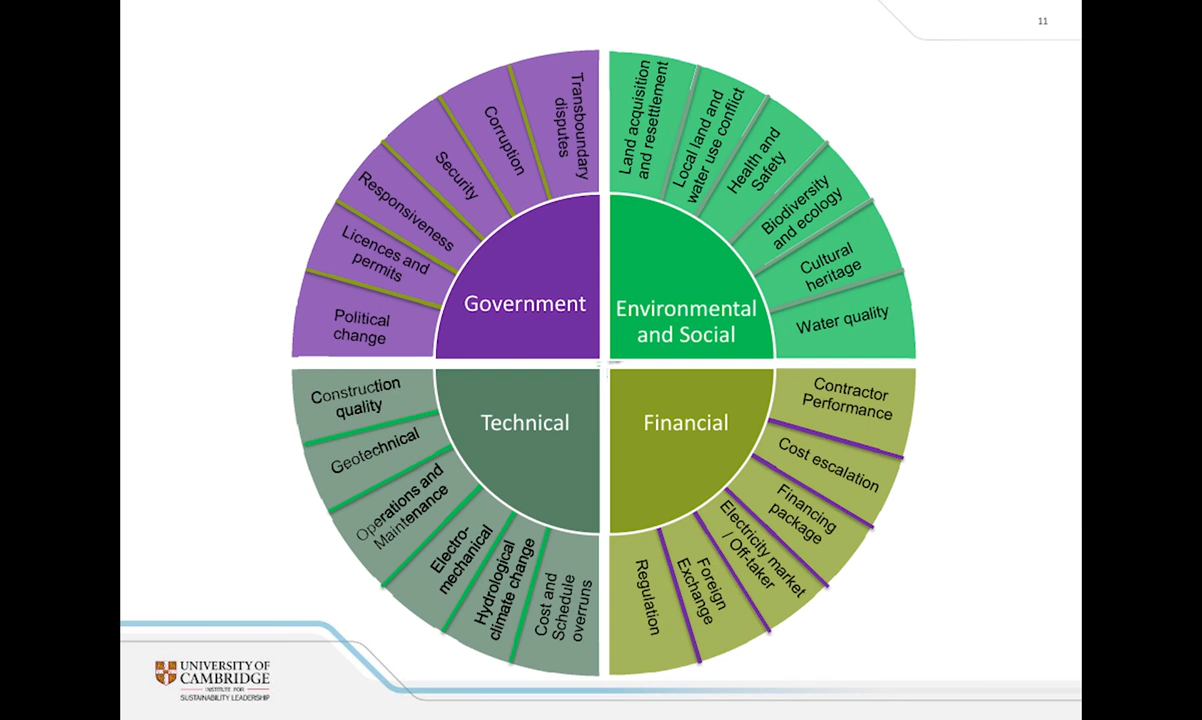 11
Transboundary
disputes
Corruption
Security
Responsiveness
Licences and
permits
Political
change
Government
Land acquisition
and resettlement
Local land and
water use conflict
Health and
Safety
Biodiversity
and ecology
Cultural
heritage
Water quality
Environmental
and Social
Construction
quality
Geotechnical
Operations and
Maintenance
Electro-
mechanical
Hydrological
climate change
Cost and
Schedule
overruns
Technical
Contractor
Performance
Cost escalation
Financing
package
Electricity market
/ Off-taker
Foreign
Exchange
Regulation
Financial
UNIVERSITY OF
CAMBRIDGE
INSTITUTE FOR
SUSTAINABILITY LEADERSHIP